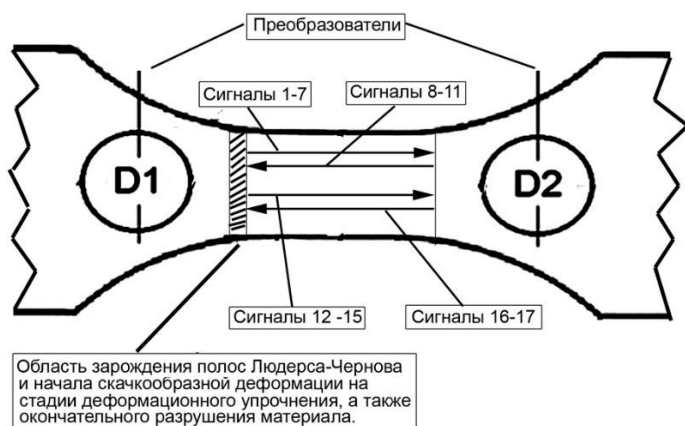 Преобразователи
Сигналы 1-7
Сигналы 8-11
D1
D2
Сигналы 12 -15
Сигналы 16-17
Область зарождения полос Людерса-Чернова
и начала скачкообразной деформации на
стадии деформационного упрочнения, а также
окончательного разрушения материала.